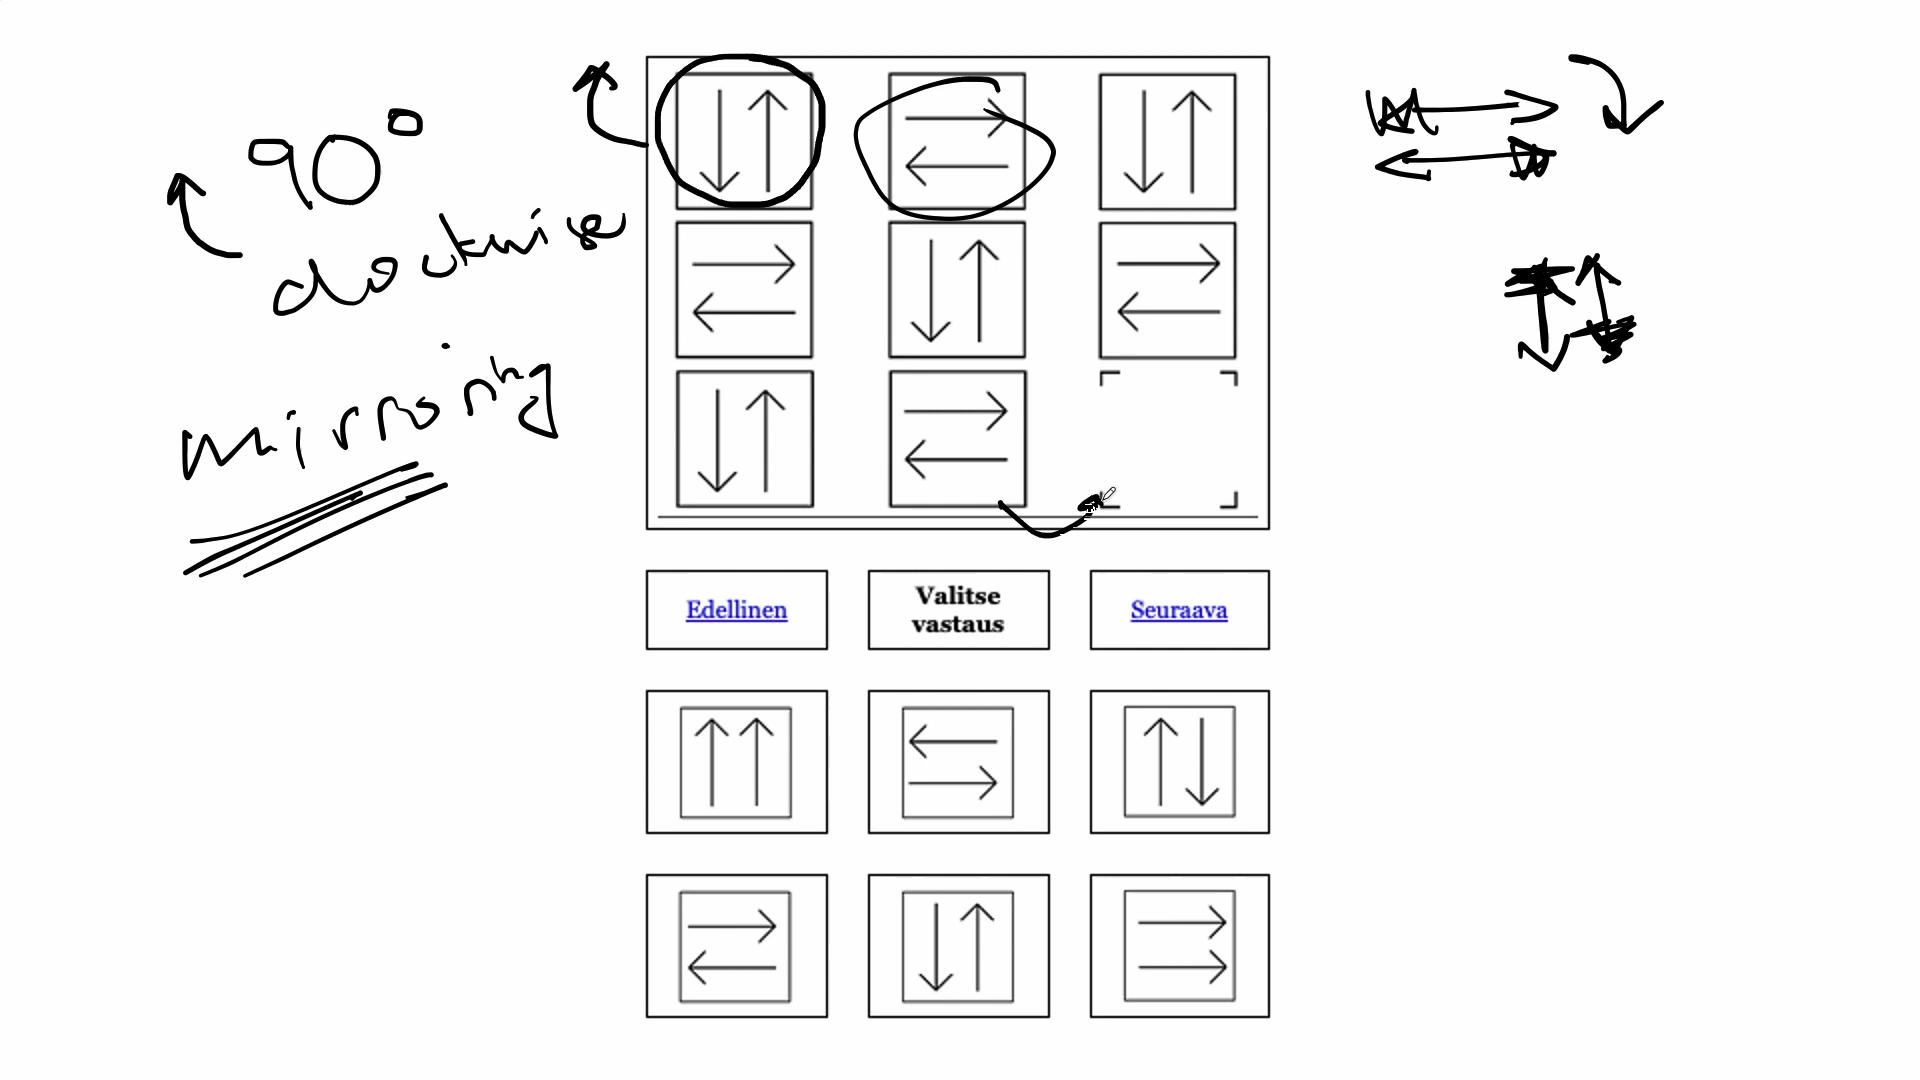 90°
clockwise
mirroring
Edellinen
Valitse
vastaus
Seuraava